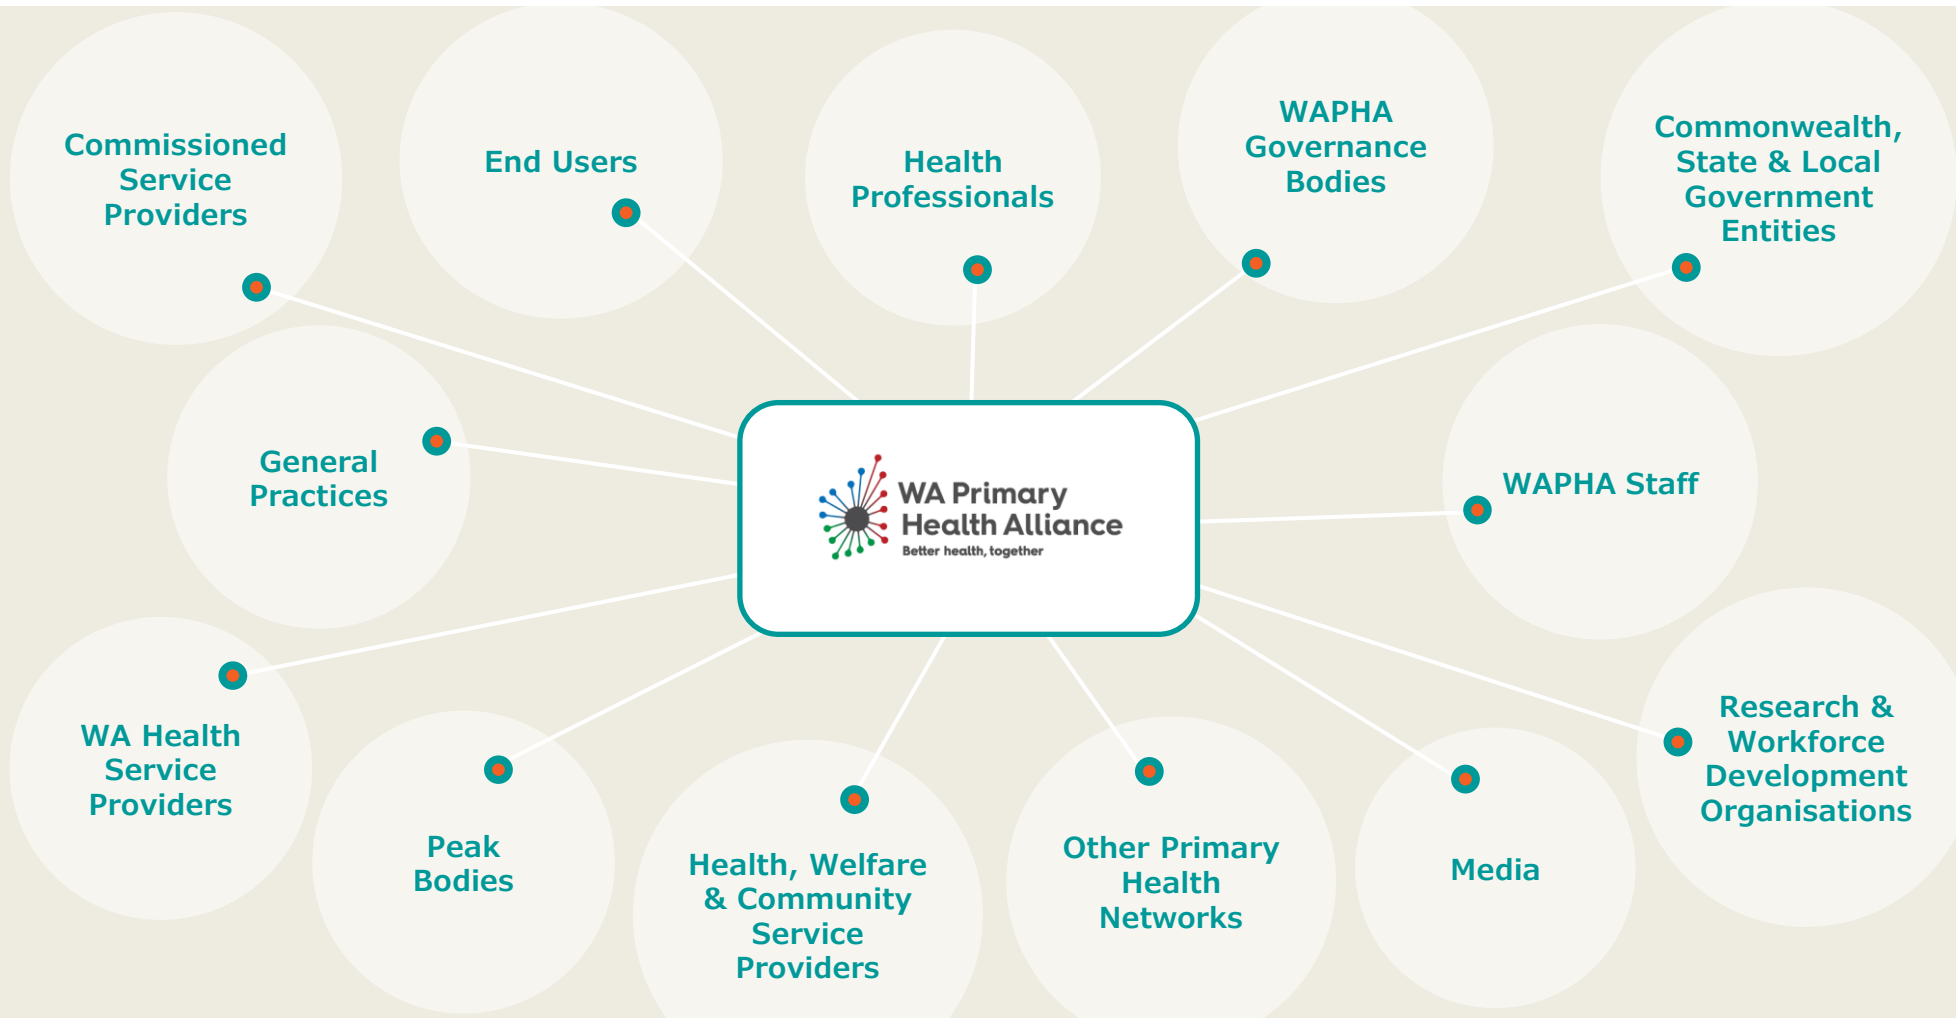 Commissioned
Service
Providers
End Users
Health
Professionals
WAPHA
Governance
Bodies
Commonwealth,
State & Local
Government
Entities
General
Practices
WA Primary
Health Alliance
Better health, together
WAPHA Staff
WA Health
Service
Providers
Peak
Bodies
Health, Welfare
& Community
Service
Providers
Other Primary
Health
Networks
Media
Research &
Workforce
Development
Organisations